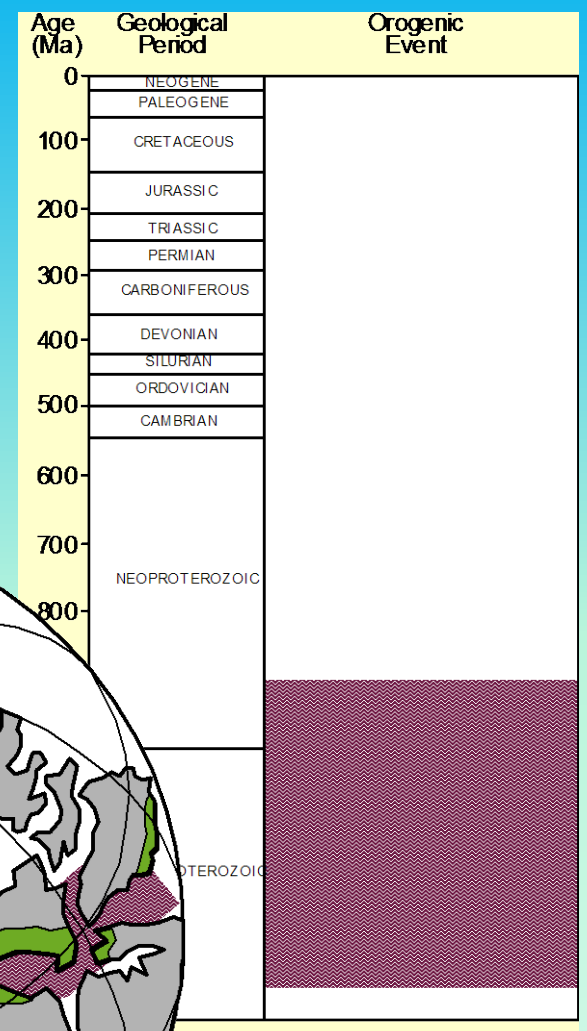 Age Geological Orogenic
(Ma) Period Event
0
NEOGENE
PALEOGENE
100 CRETACEOUS
JURASSIC
200
TRIASSIC
PERMIAN
300
CARBONIFEROUS
400 DEVONIAN
SILURIAN
ORDOVICIAN
500
CAMBRIAN
600
700
NEOPROTEROZOIC
800
OTEROZOIC